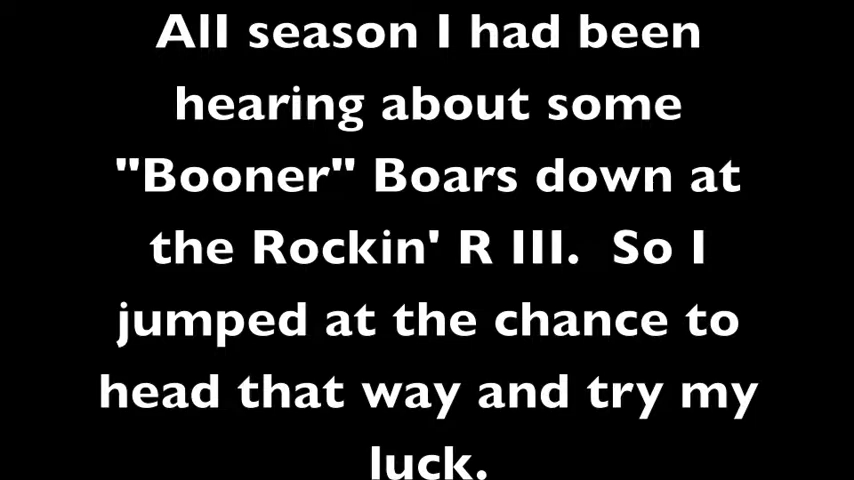 All season I had been
hearing about some
"Booner" Boars down at
the Rockin' R III.  So I
jumped at the chance to
head that way and try my
luck.